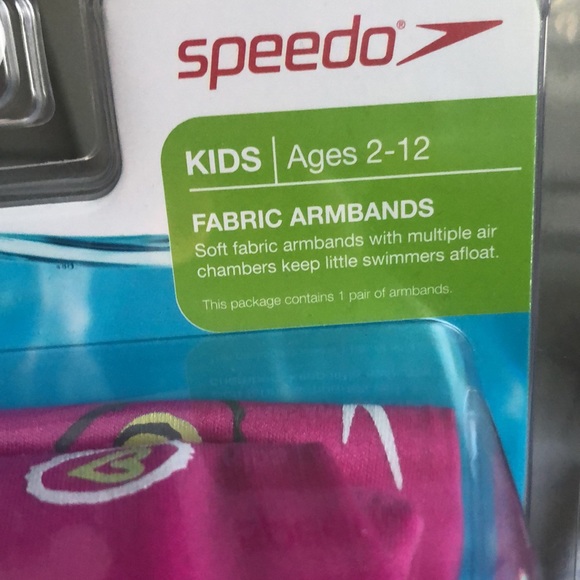 speedo®
KIDS | Ages 2-12
FABRIC ARMBANDS
Soft fabric armbands with multiple air
chambers keep little swimmers afloat.
This package contains 1 pair of armbands.